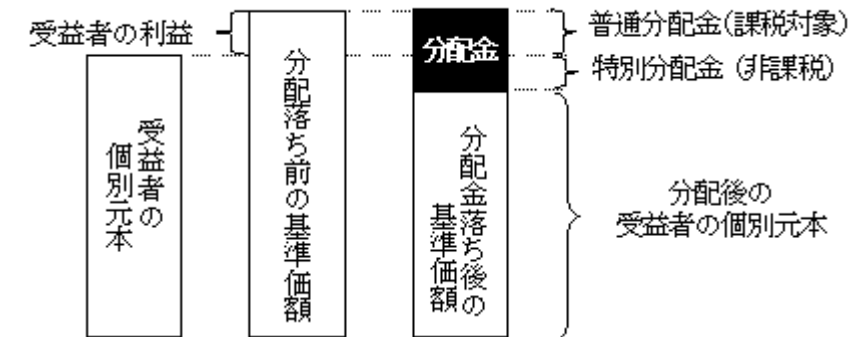 受益者の利益
受益者の
個別元本
分配落ち前の基準価額
分配金
分配金落ち後の
基準価額
普通分配金(課税対象)
特別分配金 (非課税)
分配後の
受益者の個別元本